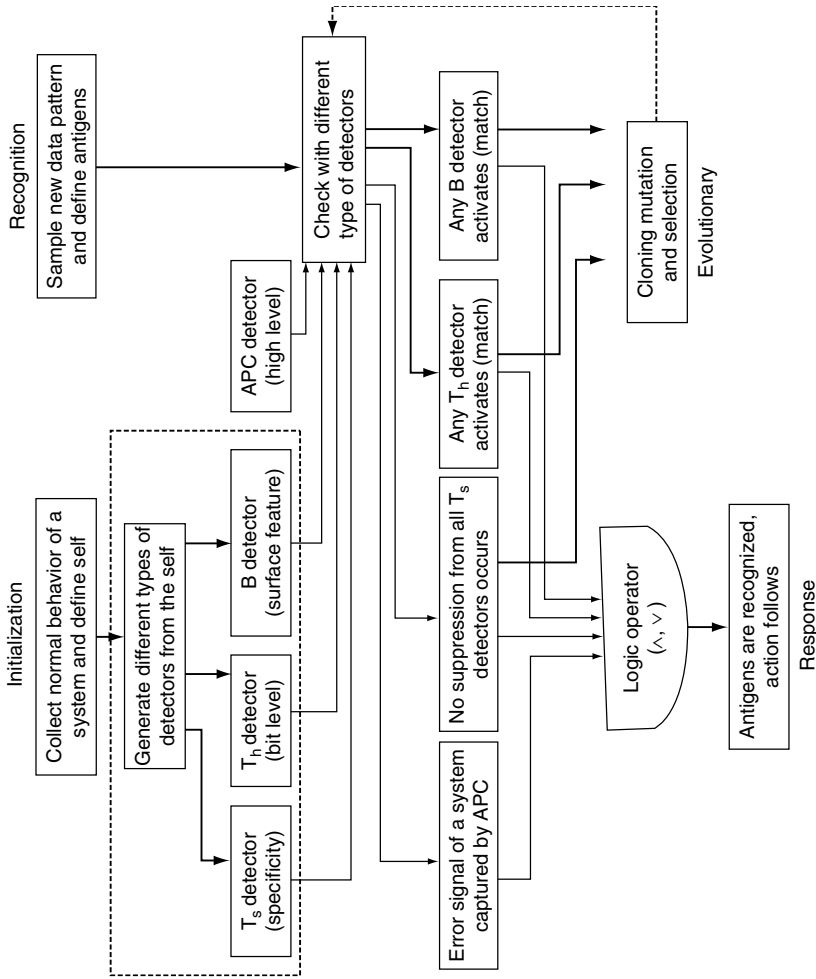 Initialization
Collect normal behavior of a
system and define self
Generate different types of
detectors from the self
T_s detector
(specificity)
T_h detector
(bit level)
B detector
(surface feature)
APC detector
(high level)
Recognition
Sample new data pattern
and define antigens
Check with different
type of detectors
Error signal of a system
captured by APC
No suppression from all T_s
detectors occurs
Any T_h detector
activates (match)
Any B detector
activates (match)
Logic operator
(∧, ∨)
Cloning mutation
and selection
Evolutionary
Antigens are recognized,
action follows
Response